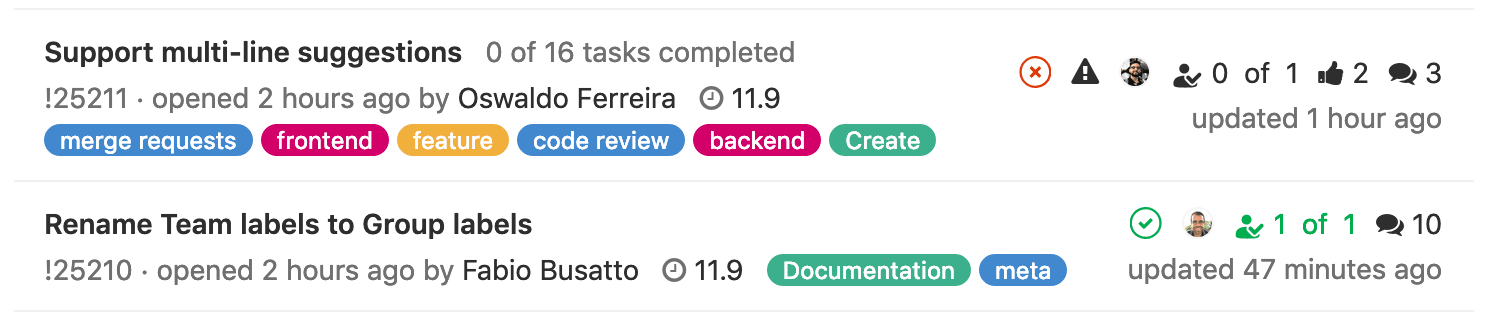 Support multi-line suggestions 0 of 16 tasks completed
0 of 1 2 3
!25211 · opened 2 hours ago by Oswaldo Ferreira 11.9
updated 1 hour ago
merge requests frontend feature code review backend Create
Rename Team labels to Group labels
1 of 1 10
!25210 · opened 2 hours ago by Fabio Busatto 11.9 Documentation meta
updated 47 minutes ago